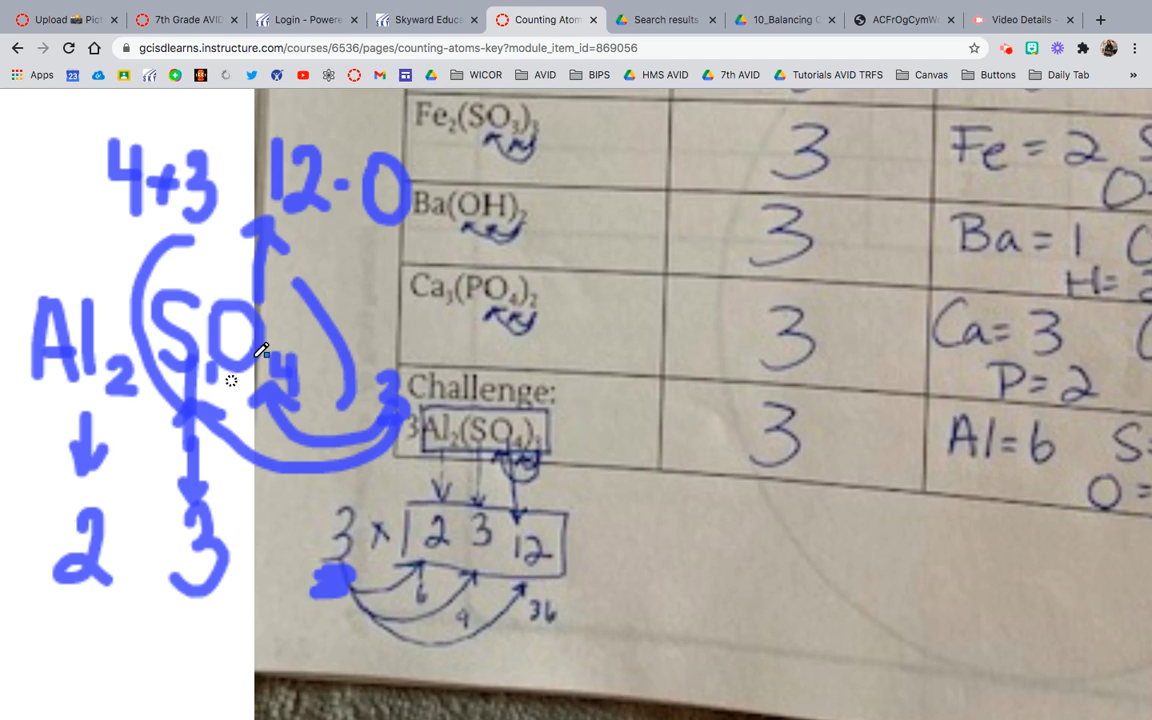 Upload 📸 Pict
7th Grade AVID
Login - Powere
Skyward Educa
Counting Atom
Search results
10_Balancing C
ACFrOgCymW
Video Details -
gcisdlearns.instructure.com/courses/6536/pages/counting-atoms-key?module_item_id=869056
Apps
23
WICOR
AVID
BIPS
HMS AVID
7th AVID
Tutorials AVID TRFS
Canvas
Buttons
Daily Tab
»
4+3 12·O
Al₂(SO₄)3
2 3
Fe₂(SO₃)₃ 3 Fe = 2 S
O
Ba(OH)₂ 3 Ba = 1
H=
Ca₃(PO₄)₂ 3 Ca = 3
P = 2
Challenge:
3Al₂(SO₄)₃ 3 Al = 6 S=
O =
3 × 2 3 12
6 9 36